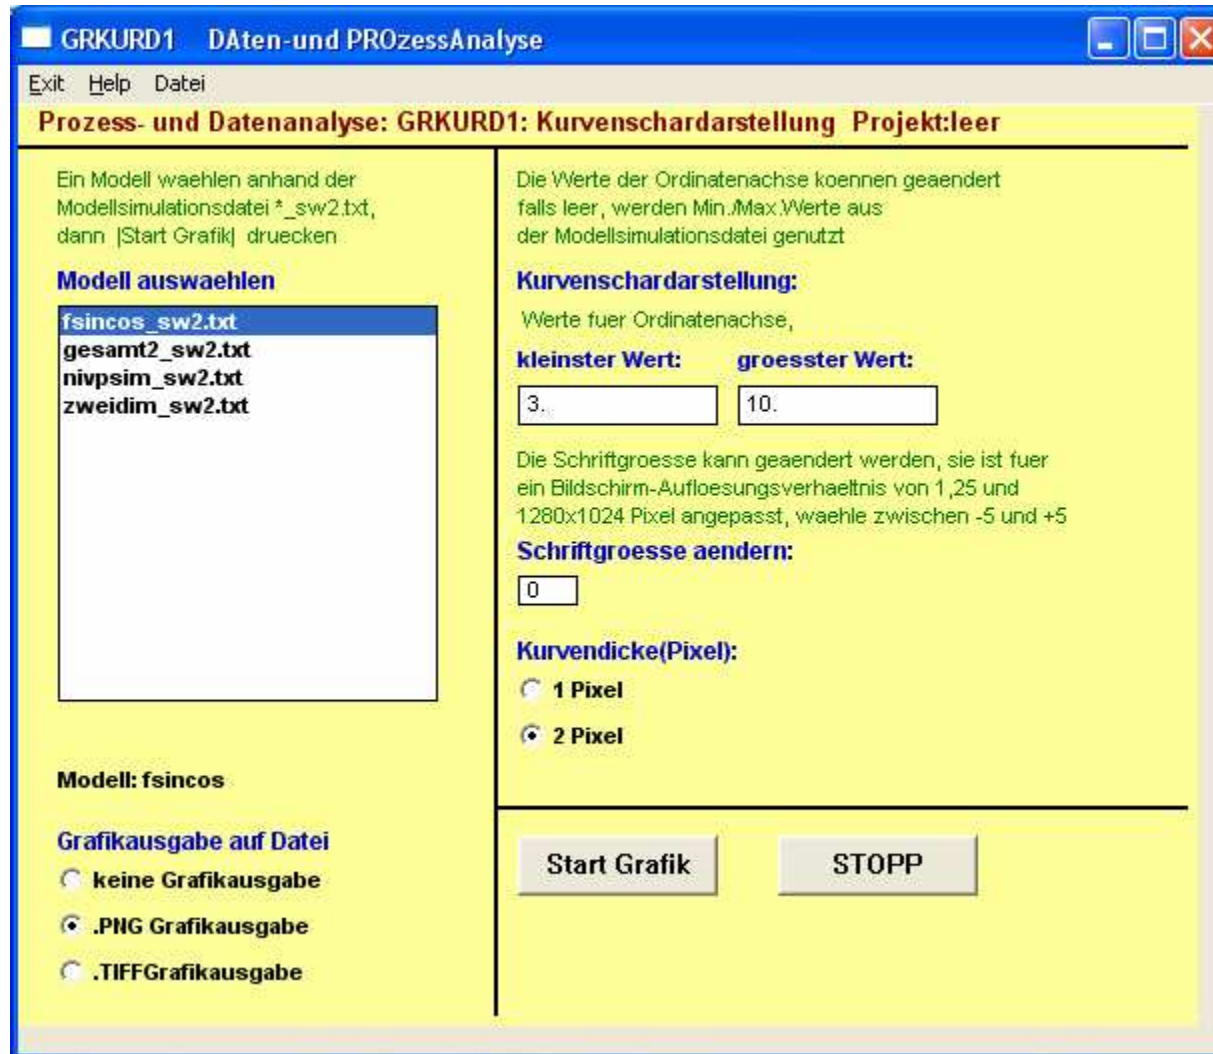 GRKURD1 DAten-und PROzessAnalyse
Exit Help Datei
Prozess- und Datenanalyse: GRKURD1: Kurvenschardarstellung Projekt:leer
Ein Modell waehlen anhand der
Modellsimulationsdatei *_sw2.txt,
dann |Start Grafik| druecken
Modell auswaehlen
fsincos_sw2.txt
gesamt2_sw2.txt
nivpsim_sw2.txt
zweidim_sw2.txt
Modell: fsincos
Grafikausgabe auf Datei
keine Grafikausgabe
.PNG Grafikausgabe
.TIFFGrafikausgabe
Die Werte der Ordinatenachse koennen geaendert
falls leer, werden Min./Max.Werte aus
der Modellsimulationsdatei genutzt
Kurvenschardarstellung:
Werte fuer Ordinatenachse,
kleinster Wert: groesster Wert:
3. 10.
Die Schriftgroesse kann geaendert werden, sie ist fuer
ein Bildschirm-Aufloesungsverhaeltnis von 1,25 und
1280x1024 Pixel angepasst, waehle zwischen -5 und +5
Schriftgroesse aendern:
0
Kurvendicke(Pixel):
1 Pixel
2 Pixel
Start Grafik STOPP